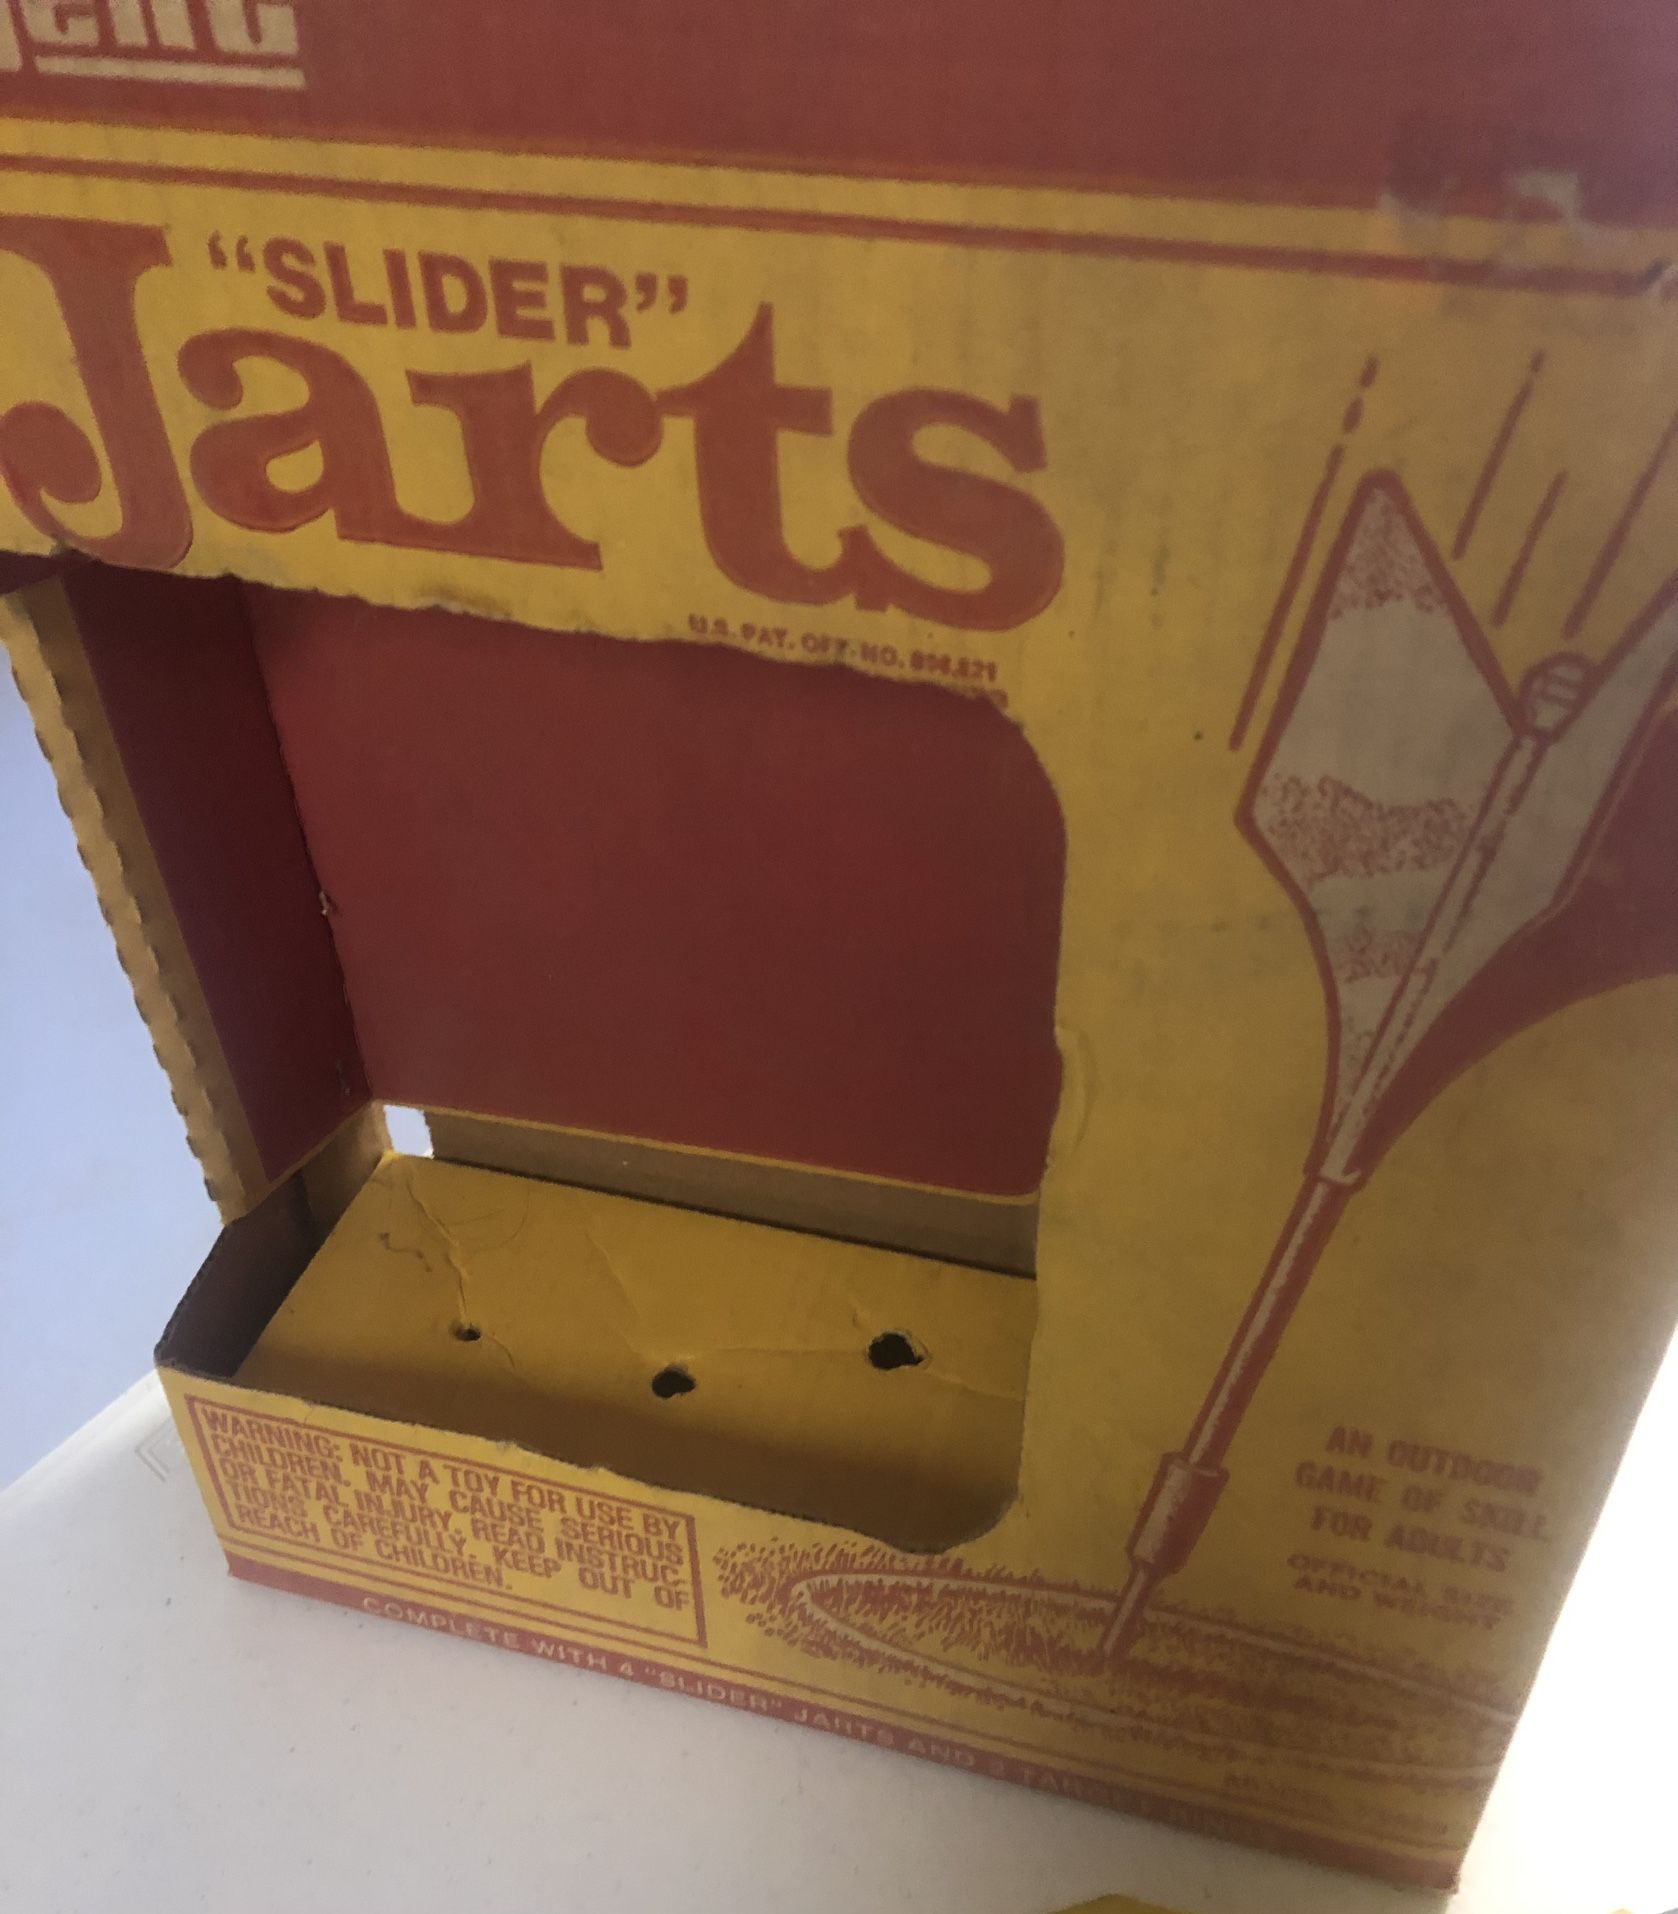 "SLIDER"
Jarts
U.S. PAT. OFF. NO.
WARNING: NOT A TOY FOR USE BY
CHILDREN. MAY CAUSE SERIOUS
OR FATAL INJURY. READ INSTRUC-
TIONS CAREFULLY. KEEP OUT OF
REACH OF CHILDREN.
AN OUTDOOR
GAME OF SKILL
FOR ADULTS
OFFICIAL SIZE
AND WEIGHT
COMPLETE WITH 4 "SLIDER" JARTS AND 2 TARGET RINGS